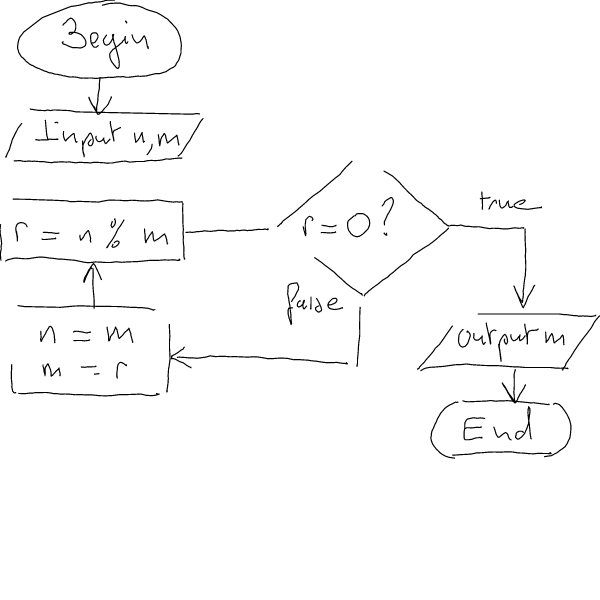 Begin
Input n,m
r = n % m
r = 0?
true
false
n = m
m = r
output m
End